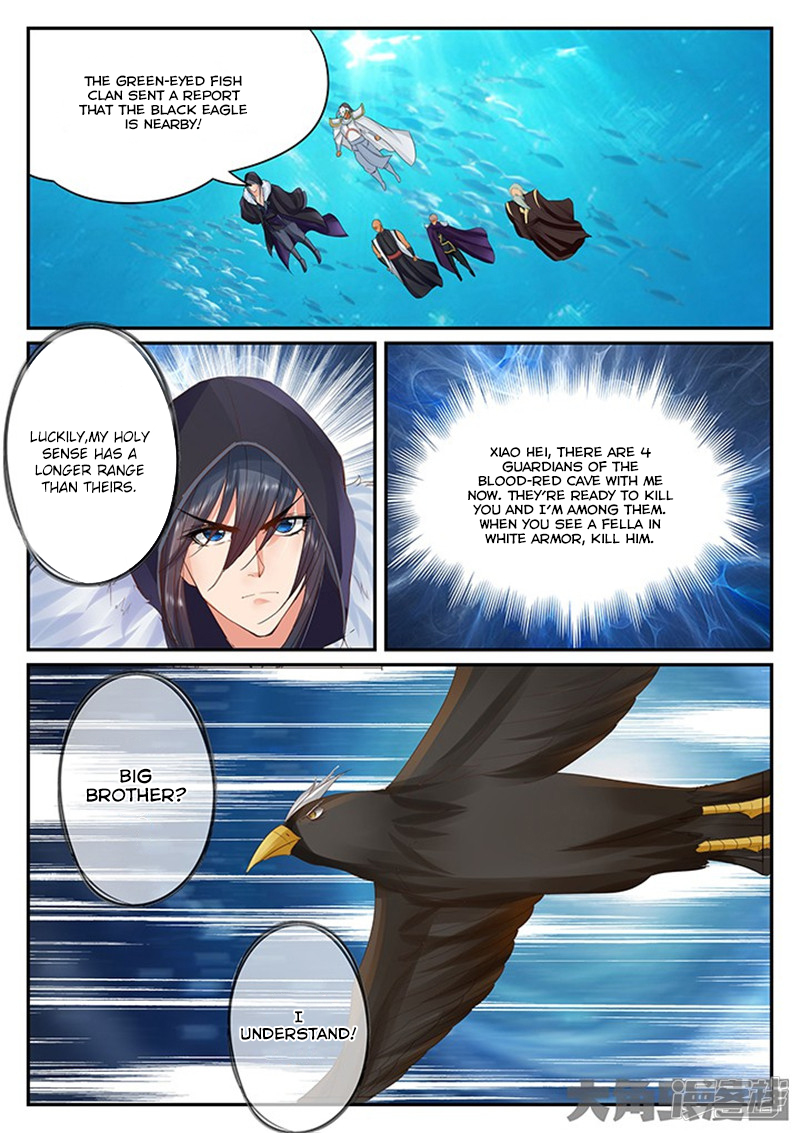 THE GREEN-EYED FISH
CLAN SENT A REPORT
THAT THE BLACK EAGLE
IS NEARBY!
LUCKILY,MY HOLY
SENSE HAS A
LONGER RANGE
THAN THEIRS.
XIAO HEI, THERE ARE 4
GUARDIANS OF THE
BLOOD-RED CAVE WITH ME
NOW. THEY'RE READY TO KILL
YOU AND I'M AMONG THEM.
WHEN YOU SEE A FELLA IN
WHITE ARMOR, KILL HIM.
BIG
BROTHER?
I
UNDERSTAND!